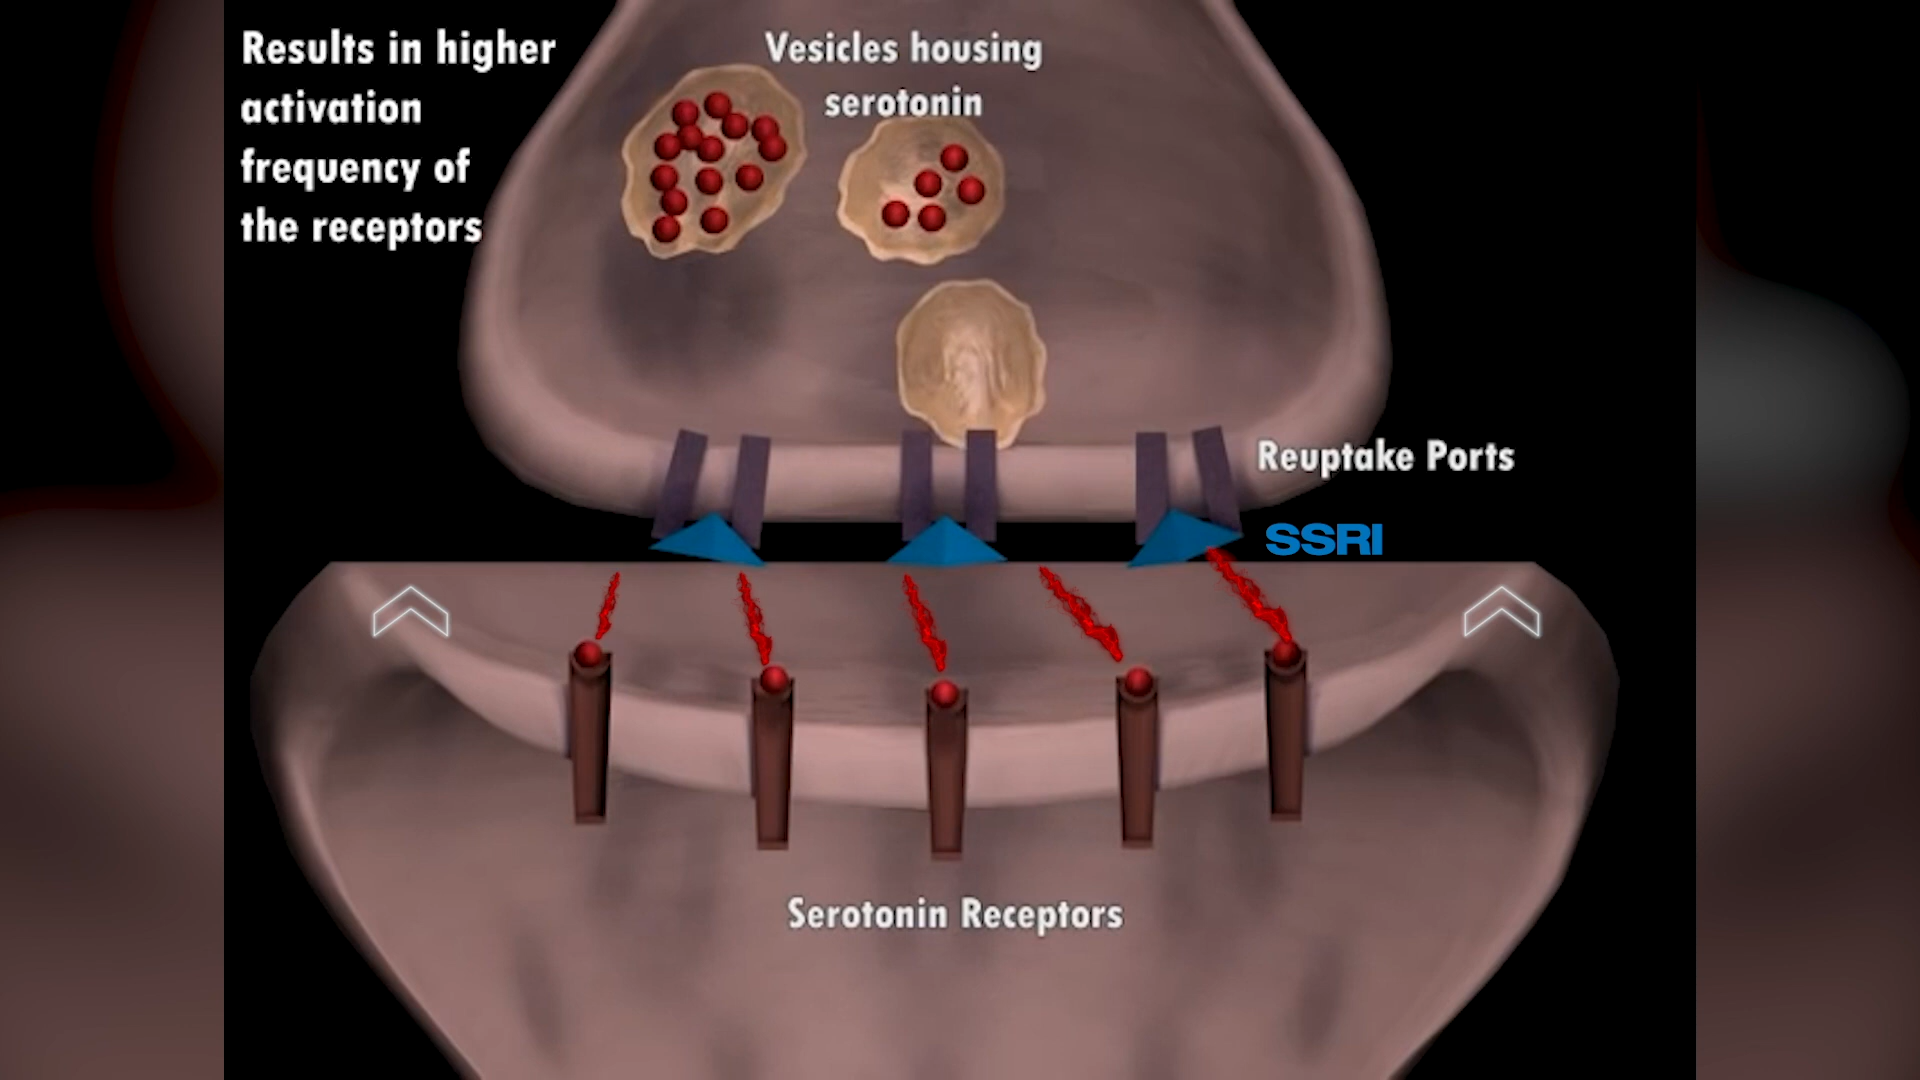 Results in higher
activation
frequency of
the receptors
Vesicles housing
serotonin
Reuptake Ports
SSRI
Serotonin Receptors